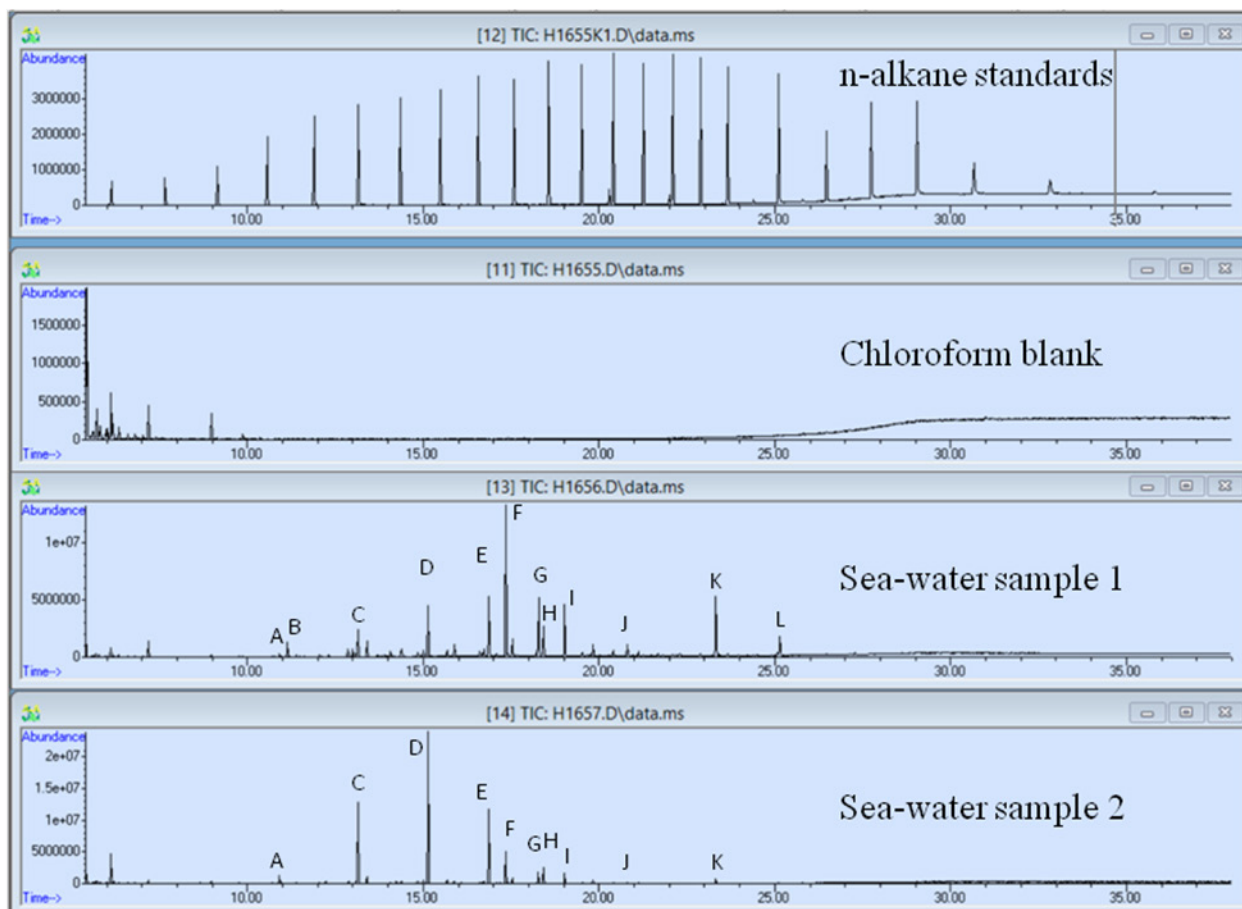 [12] TIC: H1655K1.D\data.ms
Abundance
n-alkane standards
3000000
2000000
1000000
0
10.00 15.00 20.00 25.00 30.00 35.00
Time-->
[11] TIC: H1655.D\data.ms
Abundance
1500000
Chloroform blank
1000000
500000
0
10.00 15.00 20.00 25.00 30.00 35.00
Time-->
[13] TIC: H1656.D\data.ms
Abundance
1e+07
5000000
0
A B C D E F G H I J K L
Sea-water sample 1
10.00 15.00 20.00 25.00 30.00 35.00
Time-->
[14] TIC: H1657.D\data.ms
Abundance
2e+07
1.5e+07
1e+07
5000000
0
A C D E F G H I J K
Sea-water sample 2
10.00 15.00 20.00 25.00 30.00 35.00
Time-->